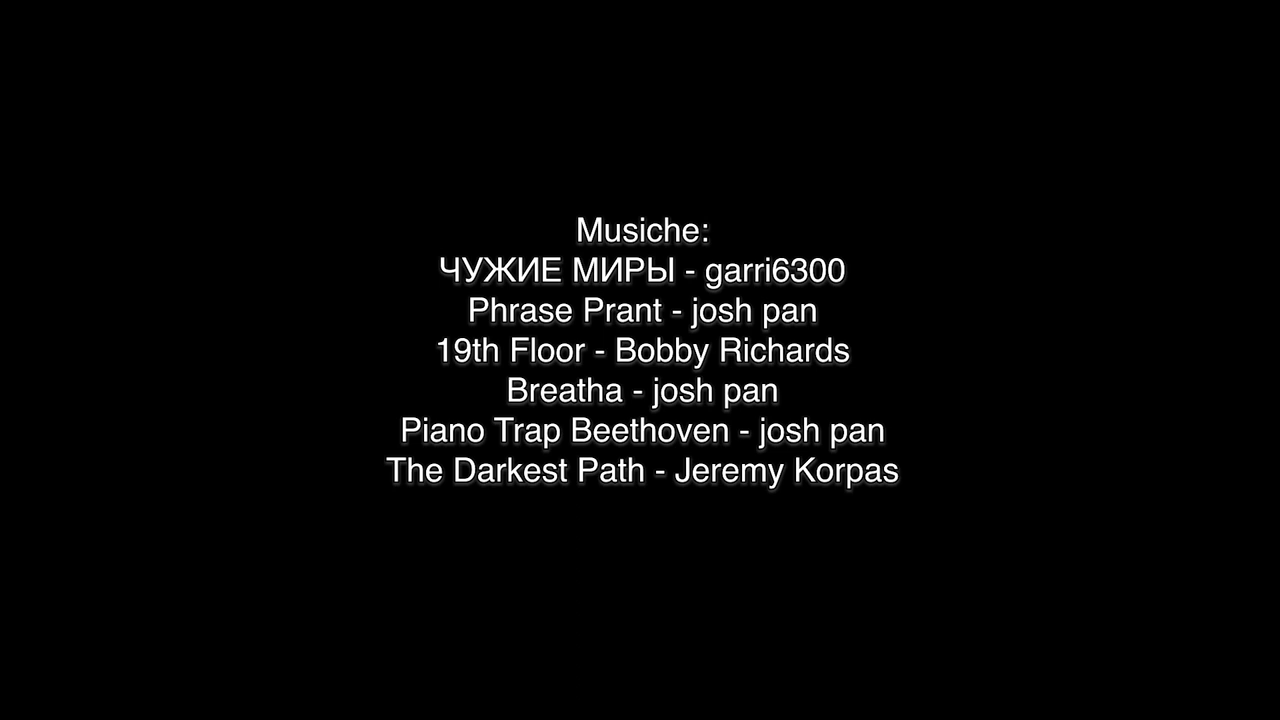 Musiche:
ЧУЖИЕ МИРЫ - garri6300
Phrase Prant - josh pan
19th Floor - Bobby Richards
Breatha - josh pan
Piano Trap Beethoven - josh pan
The Darkest Path - Jeremy Korpas